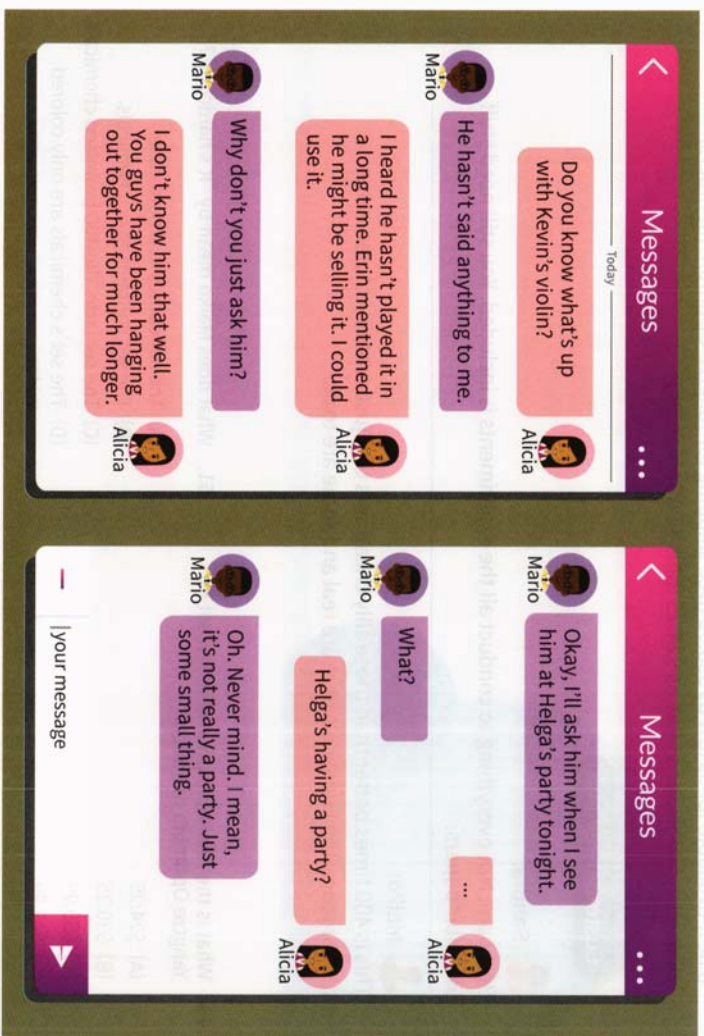 Messages
...
Today
Do you know what's up
with Kevin's violin?
Alicia
He hasn't said anything to me.
Mario
I heard he hasn't played it in
a long time. Erin mentioned
he might be selling it. I could
use it.
Alicia
Why don't you just ask him?
Mario
I don't know him that well.
You guys have been hanging
out together for much longer.
Alicia
Messages
...
Okay, I'll ask him when I see
him at Helga's party tonight.
Mario
...
Alicia
What?
Mario
Helga's having a party?
Alicia
Oh. Never mind. I mean,
it's not really a party. Just
some small thing.
Mario
your message